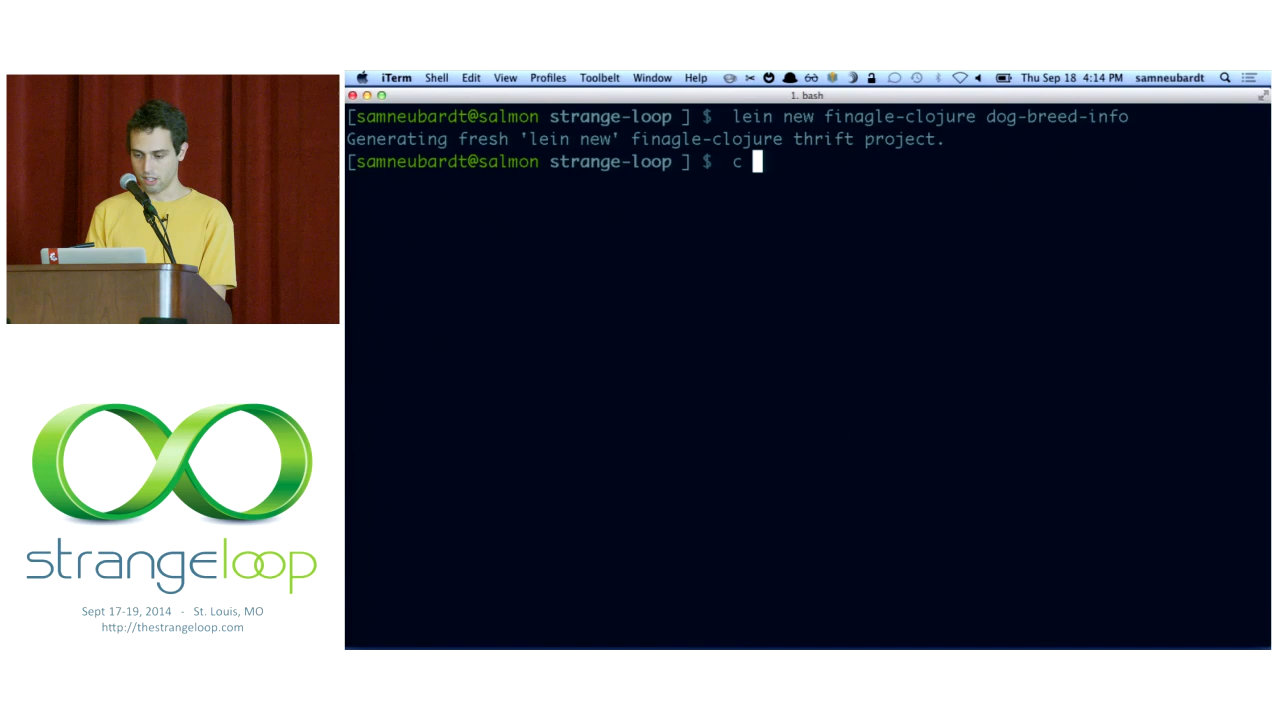 iTerm Shell Edit View Profiles Toolbelt Window Help Thu Sep 18 4:14 PM samneubardt
1. bash
[samneubardt@salmon strange-loop ] $ lein new finagle-clojure dog-breed-info
Generating fresh 'lein new' finagle-clojure thrift project.
[samneubardt@salmon strange-loop ] $ c
strangeloop
Sept 17-19, 2014 - St. Louis, MO
http://thestrangeloop.com